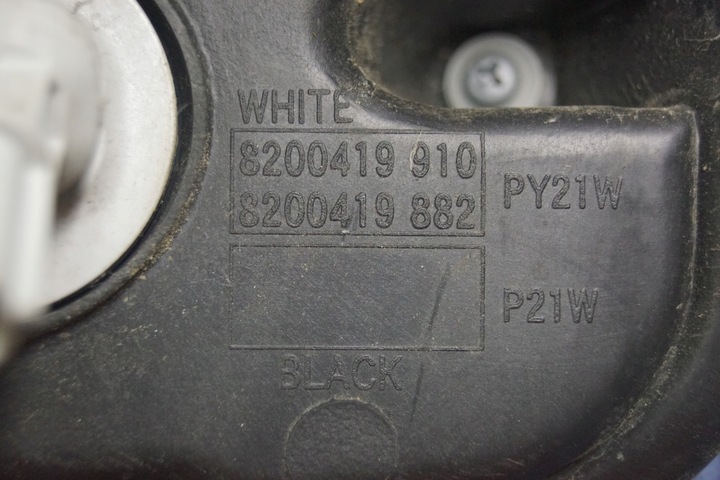 WHITE
8200419 910
8200419 882
PY21W
P21W
BLACK